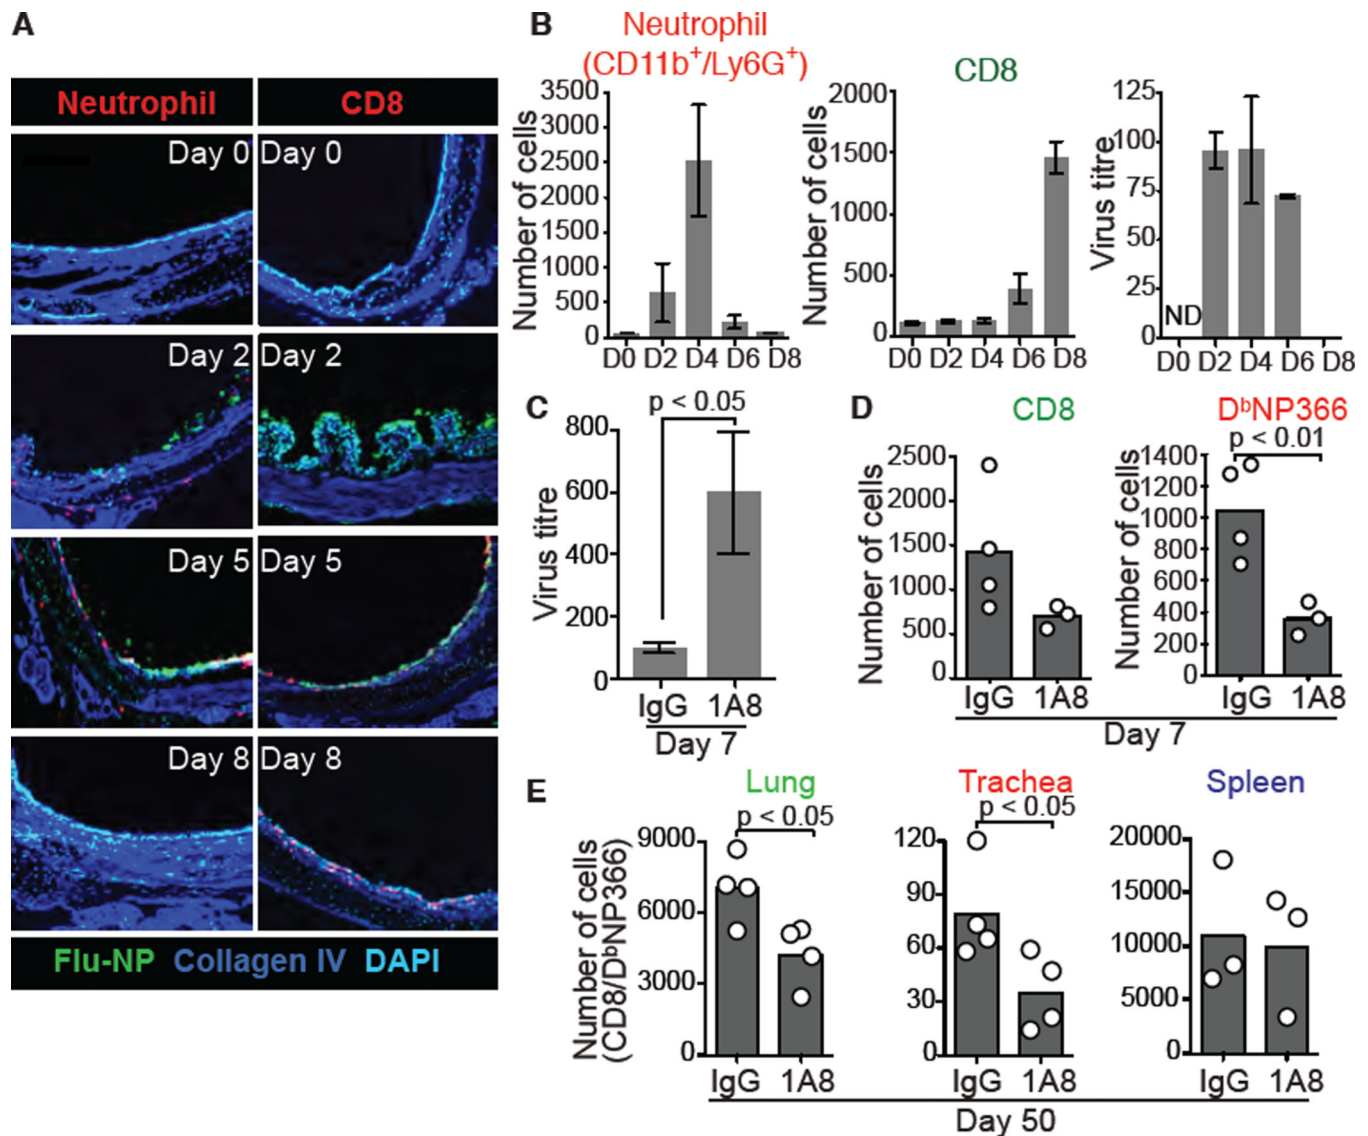 A
Neutrophil CD8
Day 0 Day 0
Day 2 Day 2
Day 5 Day 5
Day 8 Day 8
Flu-NP Collagen IV DAPI
B
Neutrophil
(CD11b⁺/Ly6G⁺)
Number of cells
3500
3000
2500
2000
1500
1000
500
0
D0 D2 D4 D6 D8
CD8
Number of cells
2000
1500
1000
500
0
D0 D2 D4 D6 D8
Virus titre
125
100
75
50
25
0
ND
D0 D2 D4 D6 D8
C
p < 0.05
Virus titre
800
600
400
200
0
IgG 1A8
Day 7
D
CD8
Number of cells
2500
2000
1500
1000
500
0
IgG 1A8
DᵇNP366
p < 0.01
Number of cells
1400
1200
1000
800
600
400
200
0
IgG 1A8
Day 7
E
Number of cells
(CD8/DᵇNP366)
Lung
p < 0.05
9000
6000
3000
0
IgG 1A8
Trachea
p < 0.05
120
90
60
30
0
IgG 1A8
Spleen
20000
15000
10000
5000
0
IgG 1A8
Day 50